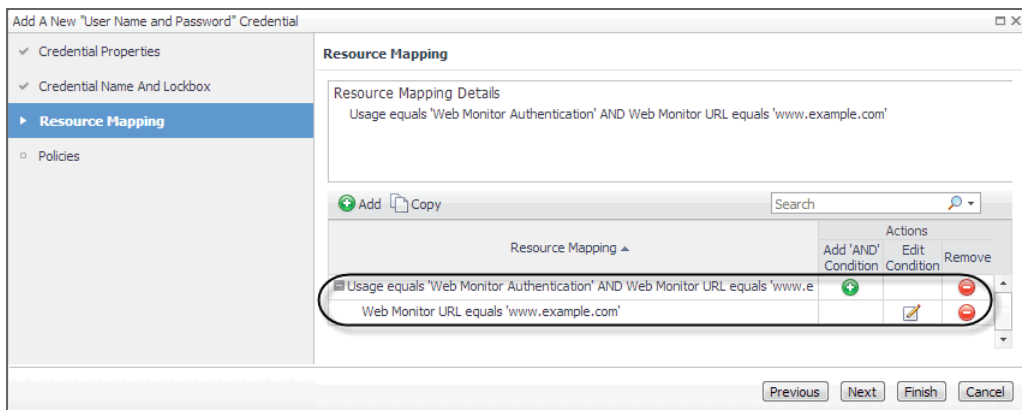 Add A New "User Name and Password" Credential
Credential Properties
Credential Name And Lockbox
Resource Mapping
Policies
Resource Mapping
Resource Mapping Details
Usage equals 'Web Monitor Authentication' AND Web Monitor URL equals 'www.example.com'
Add Copy Search
Resource Mapping
Actions
Add 'AND' Condition
Edit Condition
Remove
Usage equals 'Web Monitor Authentication' AND Web Monitor URL equals 'www.e
Web Monitor URL equals 'www.example.com'
Previous Next Finish Cancel